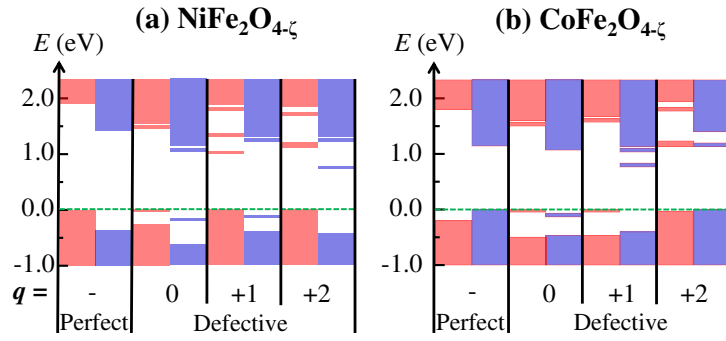 (a) NiFe₂O₄₋ζ
(b) CoFe₂O₄₋ζ
E (eV)
2.0
1.0
0.0
-1.0
q = - 0 +1 +2
Perfect Defective
E (eV)
2.0
1.0
0.0
-1.0
- 0 +1 +2
Perfect Defective